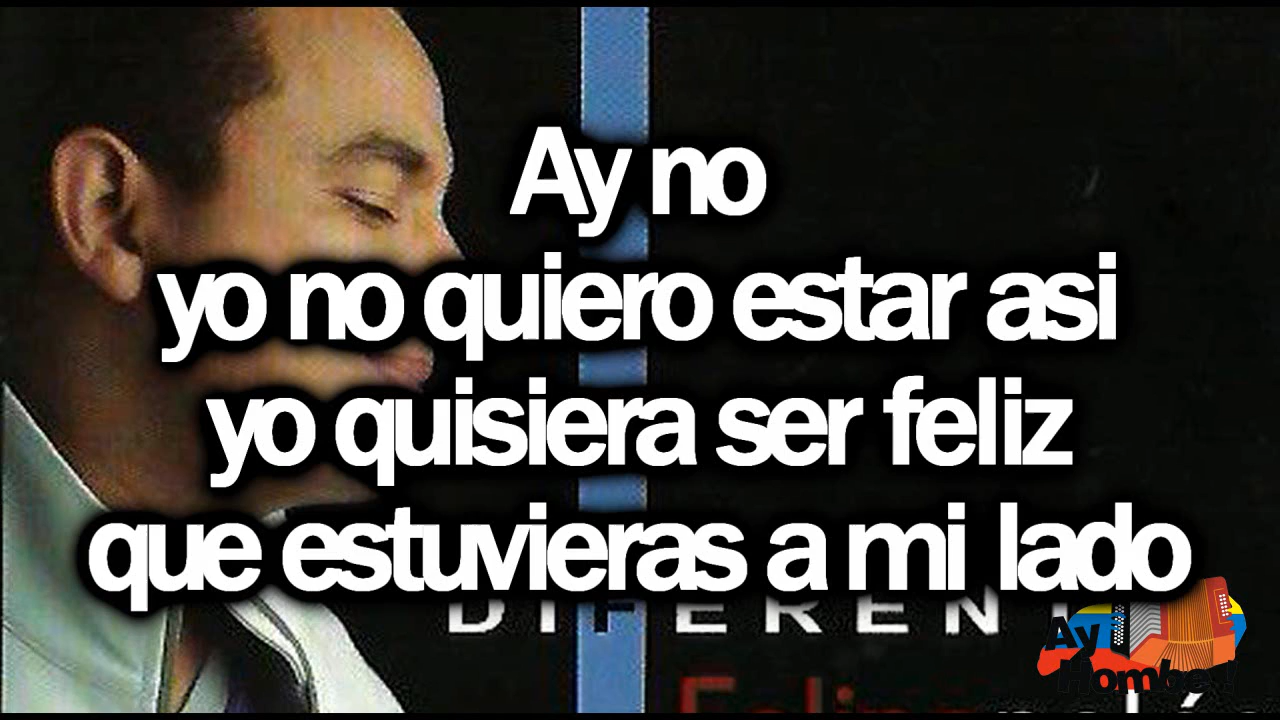 Ay no
yo no quiero estar asi
yo quisiera ser feliz
que estuvieras a mi lado
DIFEREN
Ay
Hombe!